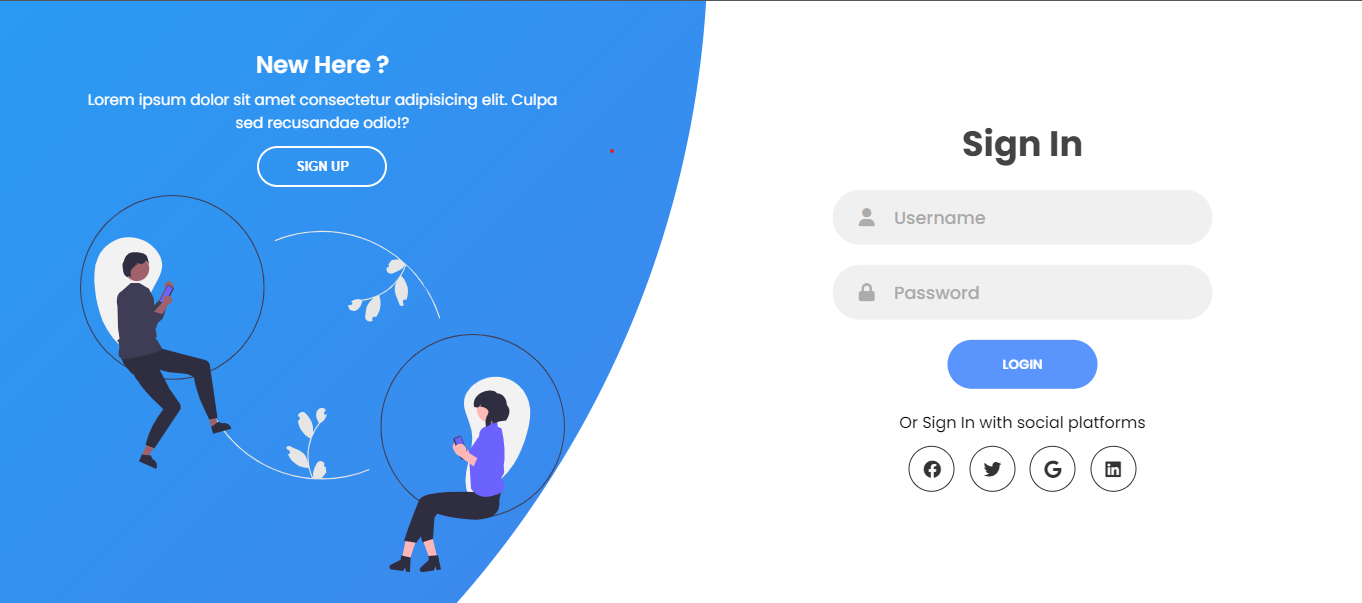 New Here ?
Lorem ipsum dolor sit amet consectetur adipisicing elit. Culpa
sed recusandae odio!?
SIGN UP
Sign In
Username
Password
LOGIN
Or Sign In with social platforms